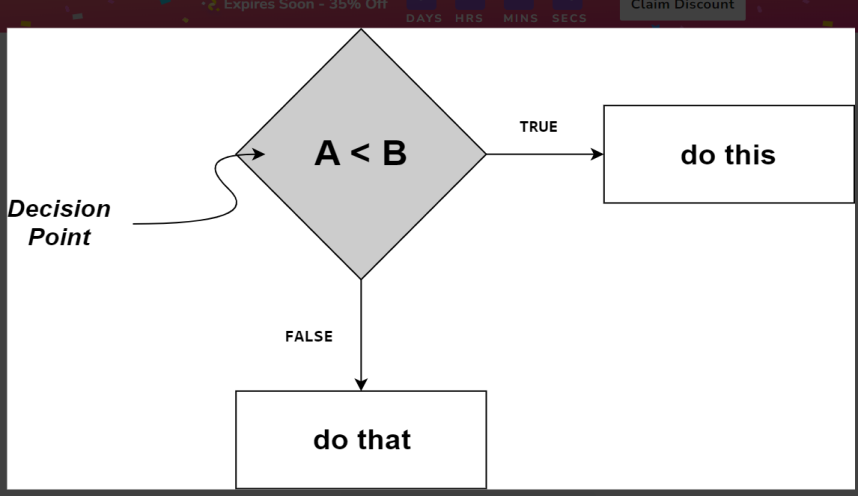 Expires Soon - 35% Off
Claim Discount
DAYS HRS MINS SECS
A < B
TRUE
do this
Decision
Point
FALSE
do that